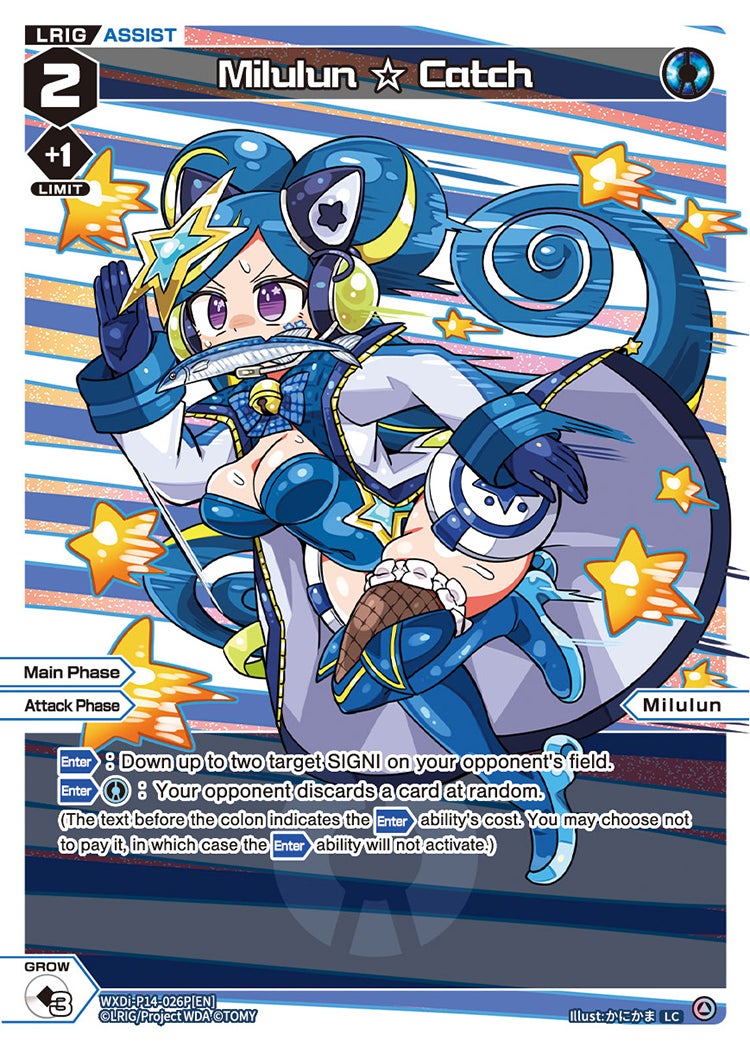 LRIG ASSIST
2
Milulun ☆ Catch
+1
LIMIT
Main Phase
Attack Phase
Milulun
Enter : Down up to two target SIGNI on your opponent's field.
Enter : Your opponent discards a card at random.
(The text before the colon indicates the Enter ability's cost. You may choose not
to pay it, in which case the Enter ability will not activate.)
GROW
3
WXDi-P14-026P[EN]
©LRIG/Project WDA ©TOMY
Illust:かにかま LC